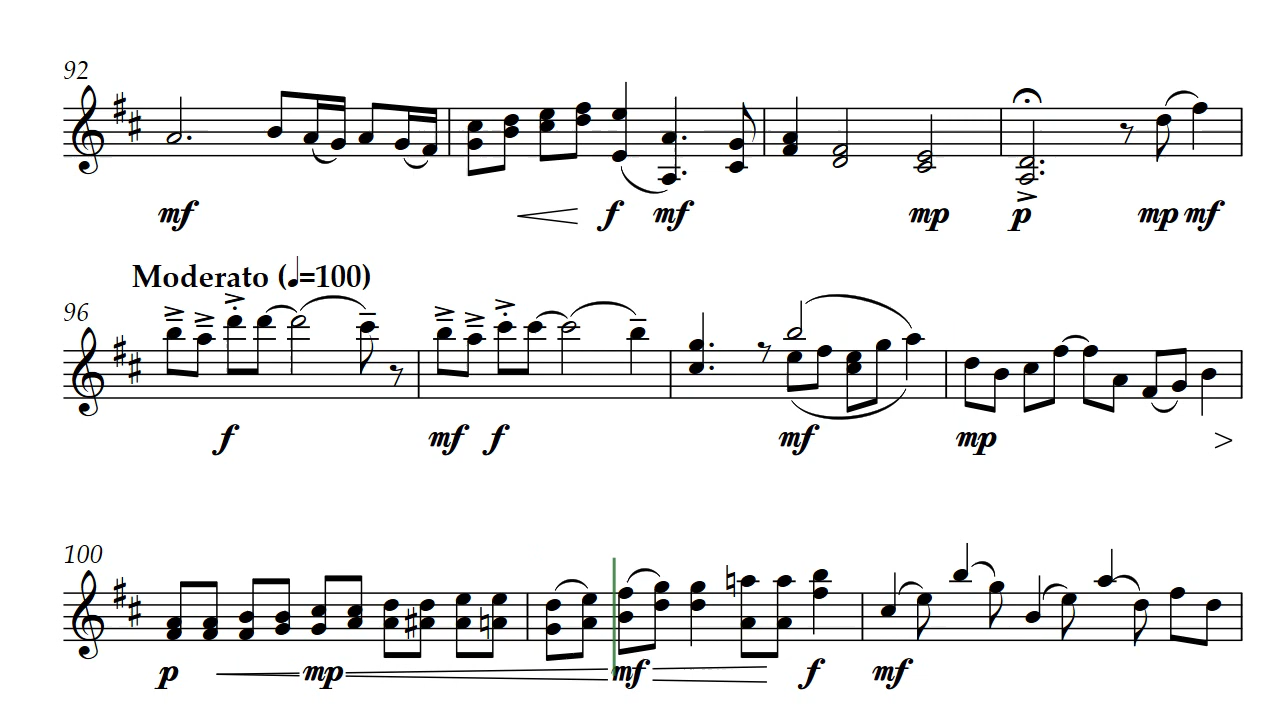 92
mf f mf mp p mp mf
Moderato (♩=100)
96
f mf f mf mp
100
p mp mf f mf